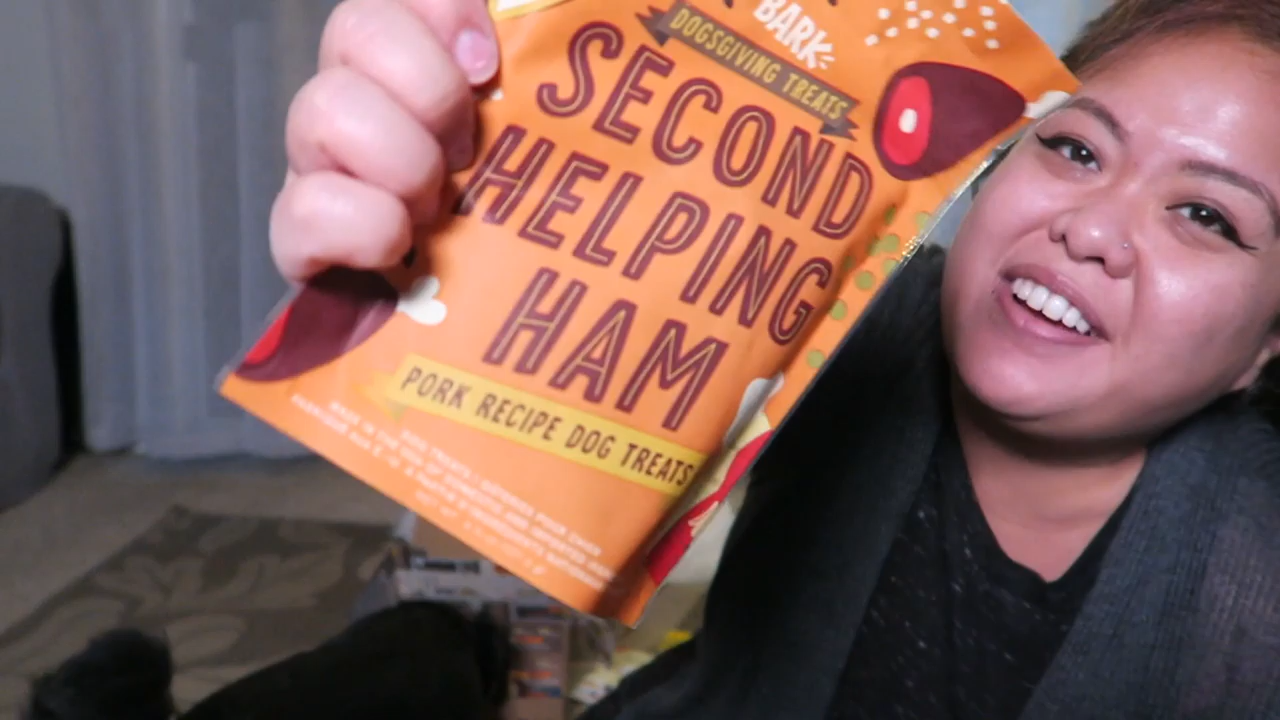 BARK
DOGSGIVING TREATS
SECOND
HELPING
HAM
PORK RECIPE DOG TREATS